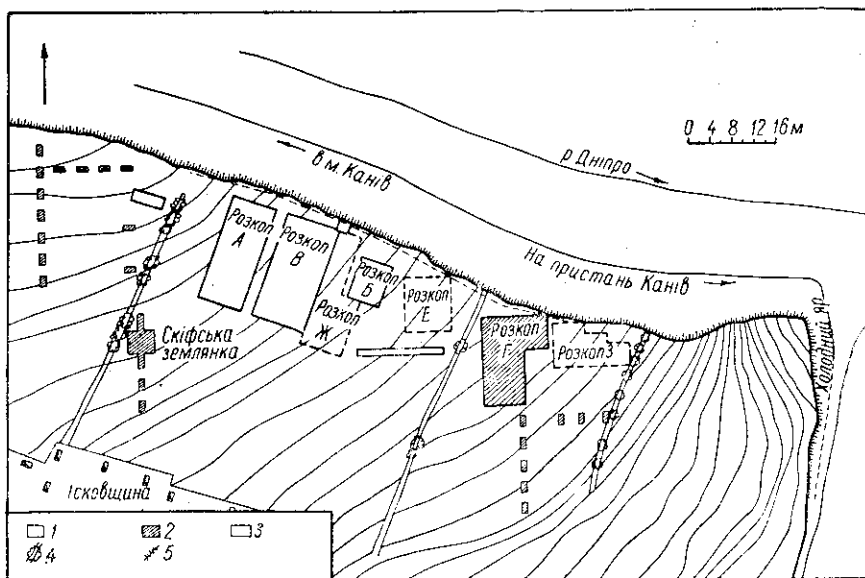 0 4 8 12 16 м
р Дніпро
в м. Канів
На пристань Канів
Холодний Яр
Розкоп
А
Розкоп
В
Розкоп
Б
Розкоп
Ж
Розкоп
Е
Розкоп
Г
Розкоп З
Скіфська
землянка
Ісковщина
1 2 3
4 5